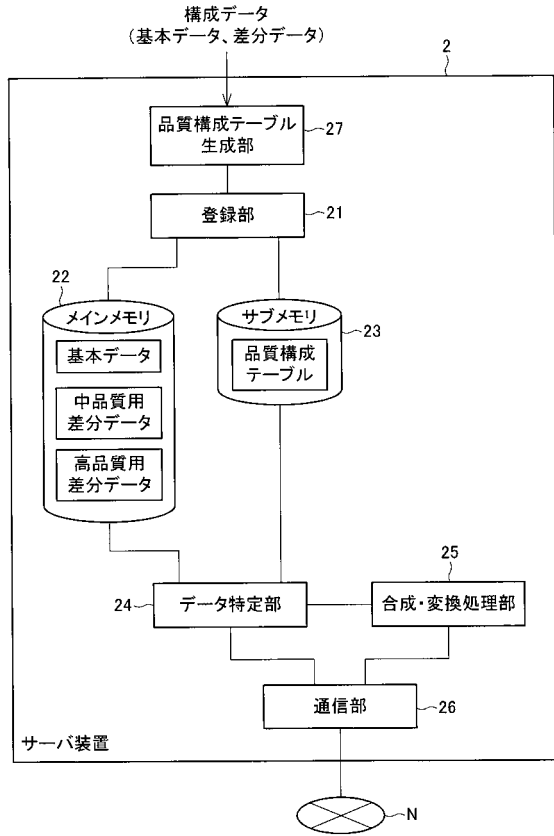 構成データ
(基本データ、差分データ)
2
品質構成テーブル
生成部
27
登録部
21
22
メインメモリ
サブメモリ
23
基本データ
品質構成
テーブル
中品質用
差分データ
高品質用
差分データ
25
24
データ特定部
合成・変換処理部
通信部
26
サーバ装置
N